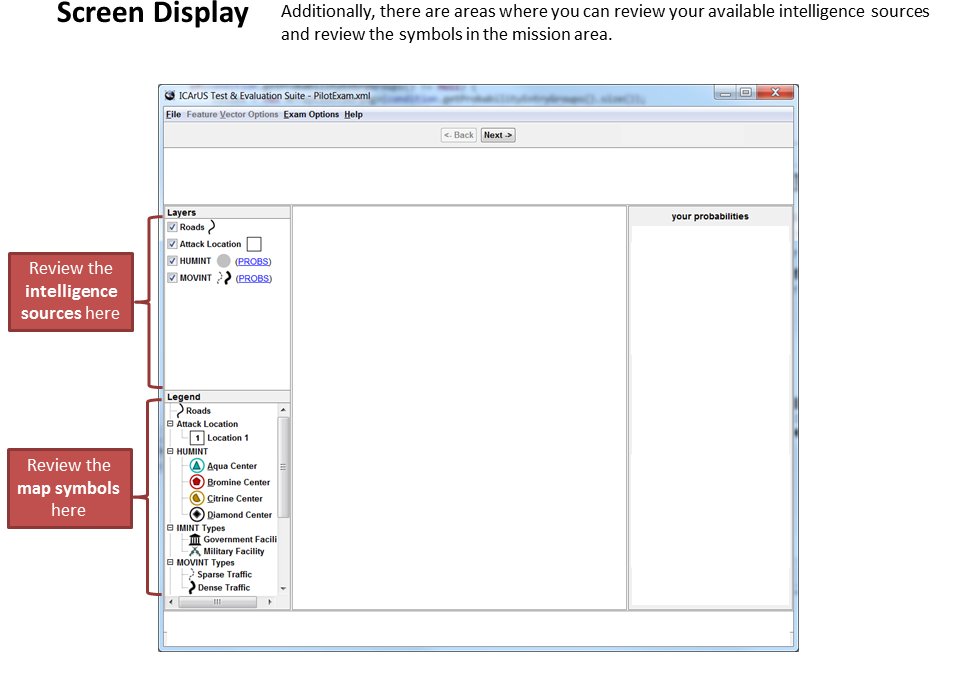 Screen Display
Additionally, there are areas where you can review your available intelligence sources
and review the symbols in the mission area.
ICArUS Test & Evaluation Suite - PilotExam.xml
File Feature Vector Options Exam Options Help
<- Back Next ->
Layers
Roads
Attack Location
HUMINT (PROBS)
MOVINT (PROBS)
your probabilities
Review the
intelligence
sources here
Legend
Roads
Attack Location
1 Location 1
HUMINT
Aqua Center
Bromine Center
Citrine Center
Diamond Center
IMINT Types
Government Facili
Military Facility
MOVINT Types
Sparse Traffic
Dense Traffic
Review the
map symbols
here